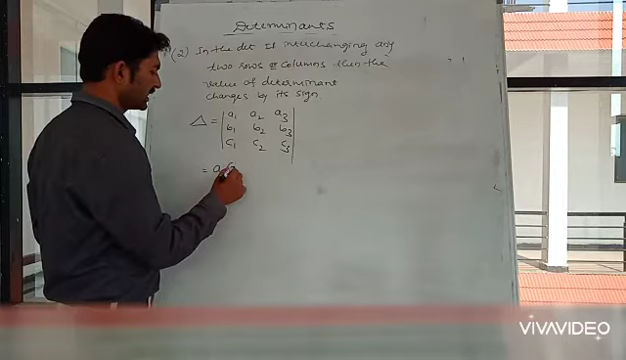 Determinants
(2) In the det If interchanging any
two rows or columns then the
value of determinant
changes by its sign
Δ = | a₁ a₂ a₃ |
| b₁ b₂ b₃ |
| c₁ c₂ c₃ |
= a
VIVAVIDEO